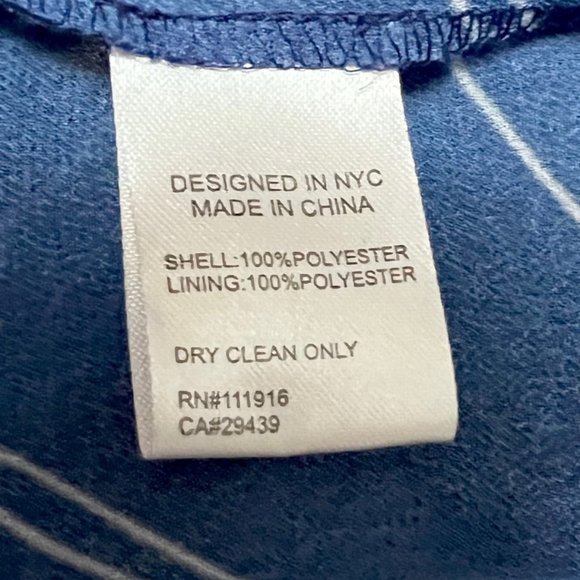 DESIGNED IN NYC
MADE IN CHINA
SHELL:100%POLYESTER
LINING:100%POLYESTER
DRY CLEAN ONLY
RN#111916
CA#29439